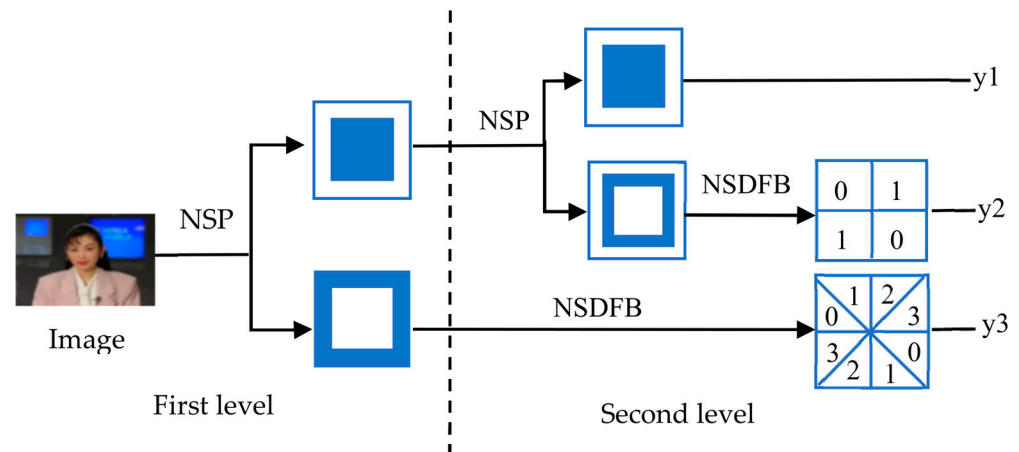 NSP
y1
NSDFB
0 1
y2
1 0
NSP
NSDFB
1 2
0 3
y3
3 0
2 1
Image
First level
Second level